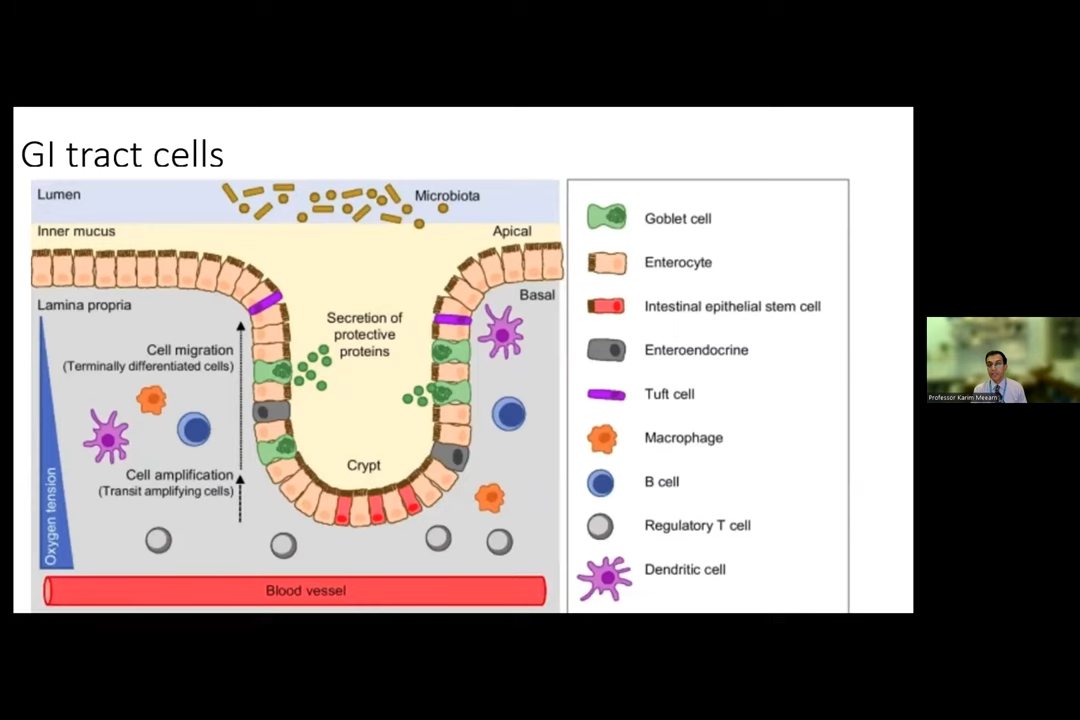 GI tract cells
Lumen
Microbiota
Inner mucus
Apical
Lamina propria
Basal
Secretion of
protective
proteins
Cell migration
(Terminally differentiated cells)
Cell amplification
(Transit amplifying cells)
Crypt
Oxygen tension
Blood vessel
Goblet cell
Enterocyte
Intestinal epithelial stem cell
Enteroendocrine
Tuft cell
Macrophage
B cell
Regulatory T cell
Dendritic cell
Professor Karim Meeran